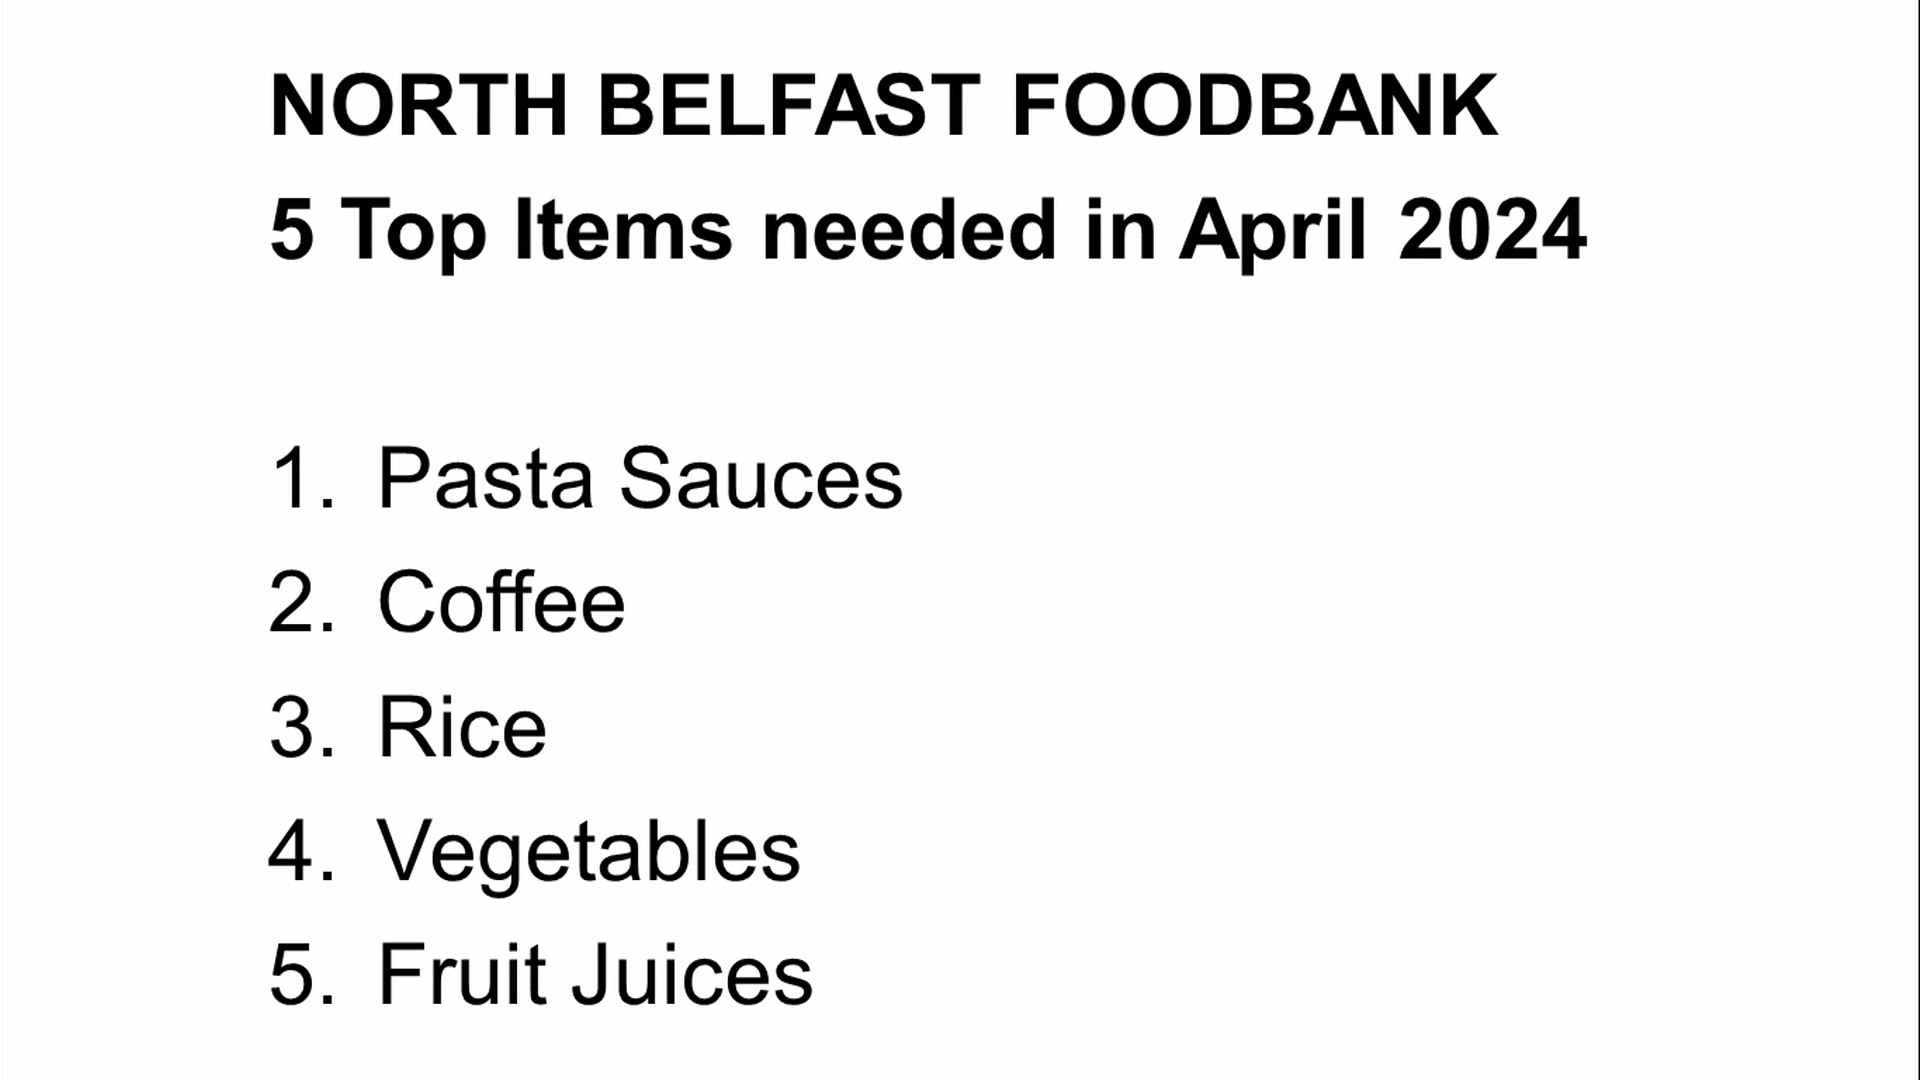 NORTH BELFAST FOODBANK
5 Top Items needed in April 2024
1. Pasta Sauces
2. Coffee
3. Rice
4. Vegetables
5. Fruit Juices